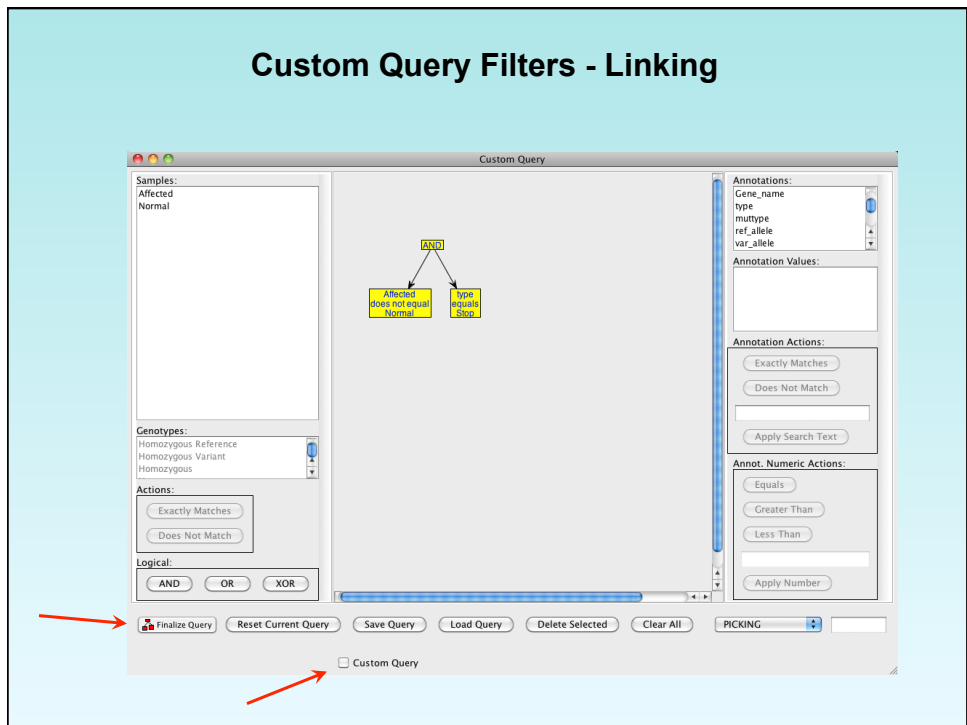 Custom Query Filters - Linking
Custom Query
Samples:
Affected
Normal
Genotypes:
Homozygous Reference
Homozygous Variant
Homozygous
Actions:
Exactly Matches
Does Not Match
Logical:
AND OR XOR
AND
Affected
does not equal
Normal
type
equals
Stop
Annotations:
Gene_name
type
muttype
ref_allele
var_allele
Annotation Values:
Annotation Actions:
Exactly Matches
Does Not Match
Apply Search Text
Annot. Numeric Actions:
Equals
Greater Than
Less Than
Apply Number
Finalize Query Reset Current Query Save Query Load Query Delete Selected Clear All PICKING
Custom Query